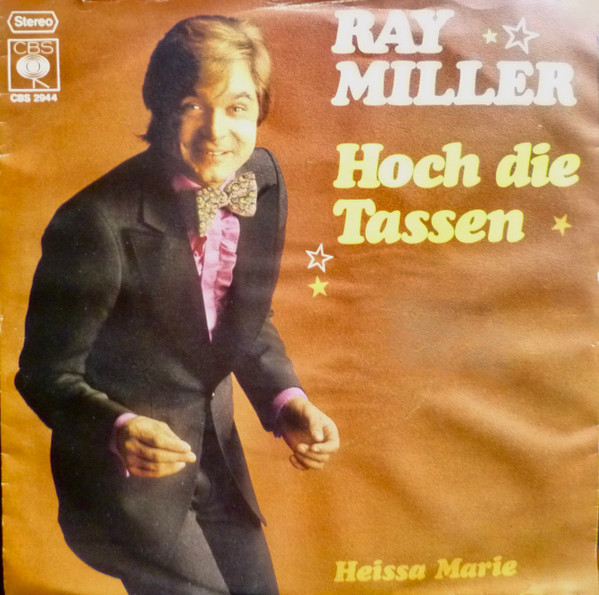 Stereo
CBS
CBS 2944
RAY
MILLER
Hoch die
Tassen
Heissa Marie